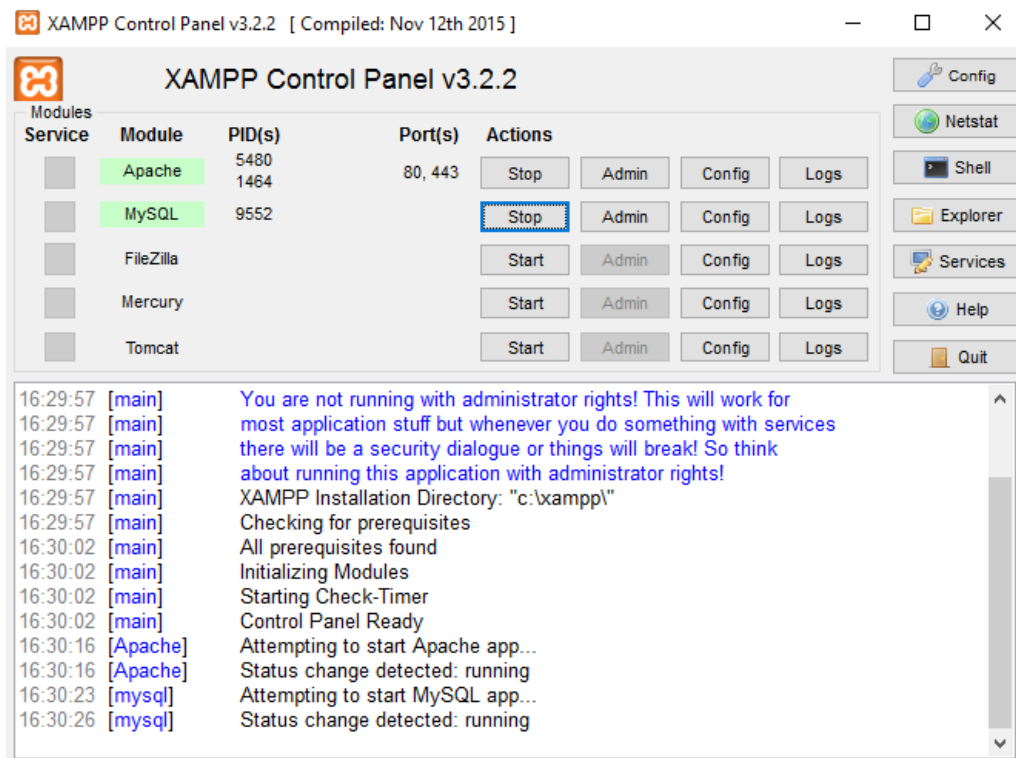 XAMPP Control Panel v3.2.2 [ Compiled: Nov 12th 2015 ]
XAMPP Control Panel v3.2.2
Config
Modules
Netstat
Service Module PID(s) Port(s) Actions
Apache 5480 1464 80, 443 Stop Admin Config Logs
Shell
MySQL 9552 Stop Admin Config Logs
Explorer
FileZilla Start Admin Config Logs
Services
Mercury Start Admin Config Logs
Help
Tomcat Start Admin Config Logs
Quit
16:29:57 [main] You are not running with administrator rights! This will work for
16:29:57 [main] most application stuff but whenever you do something with services
16:29:57 [main] there will be a security dialogue or things will break! So think
16:29:57 [main] about running this application with administrator rights!
16:29:57 [main] XAMPP Installation Directory: "c:\xampp\"
16:29:57 [main] Checking for prerequisites
16:30:02 [main] All prerequisites found
16:30:02 [main] Initializing Modules
16:30:02 [main] Starting Check-Timer
16:30:02 [main] Control Panel Ready
16:30:16 [Apache] Attempting to start Apache app...
16:30:16 [Apache] Status change detected: running
16:30:23 [mysql] Attempting to start MySQL app...
16:30:26 [mysql] Status change detected: running